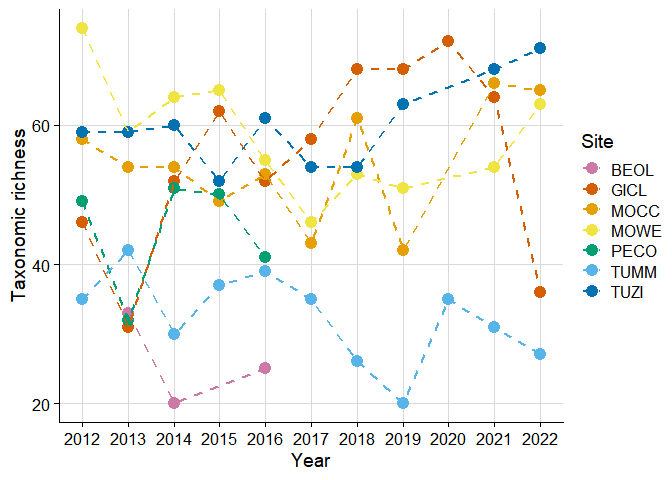 Taxonomic richness
60
40
20
2012 2013 2014 2015 2016 2017 2018 2019 2020 2021 2022
Year
Site
BEOL
GICL
MOCC
MOWE
PECO
TUMM
TUZI